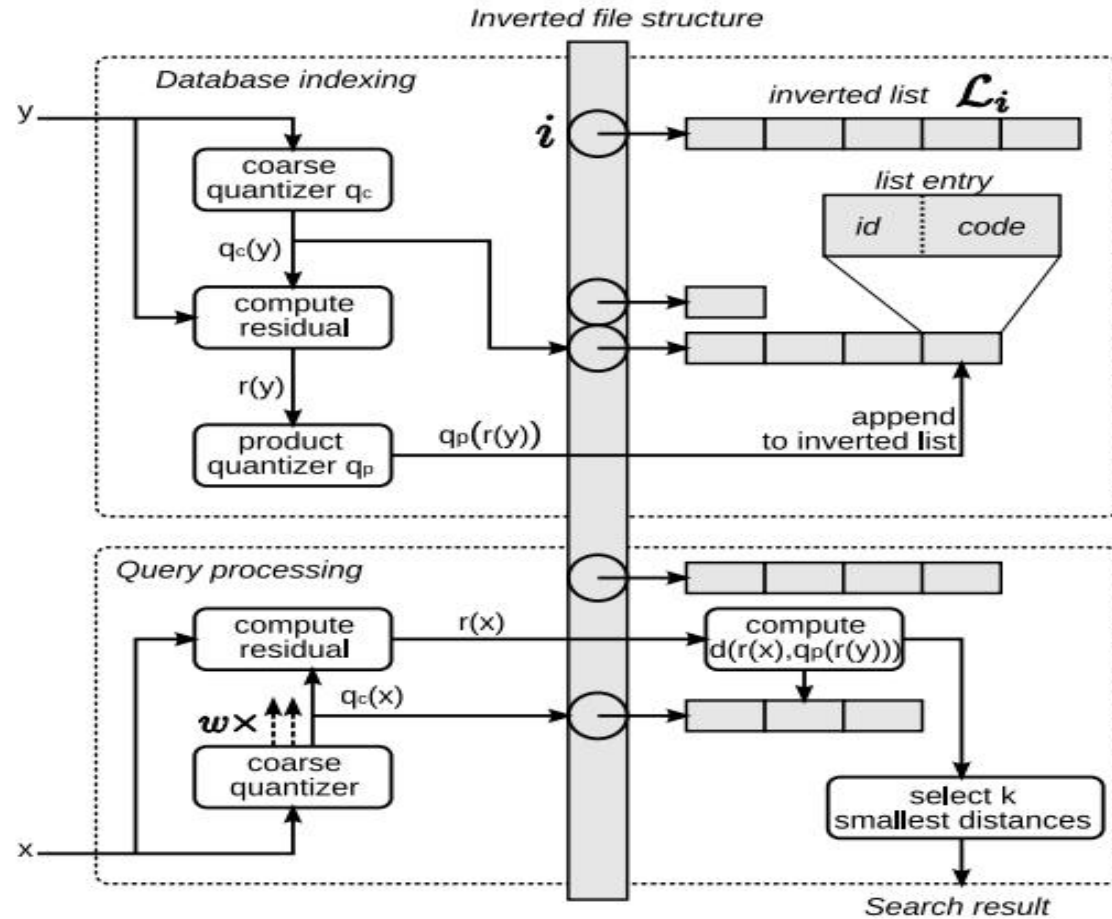 Inverted file structure
Database indexing
y
coarse
quantizer qc
qc(y)
compute
residual
r(y)
product
quantizer qp
qp(r(y))
i
inverted list ℒi
list entry
id
code
append
to inverted list
Query processing
compute
residual
r(x)
compute
d(r(x),qp(r(y)))
qc(x)
w×
coarse
quantizer
select k
smallest distances
x
Search result